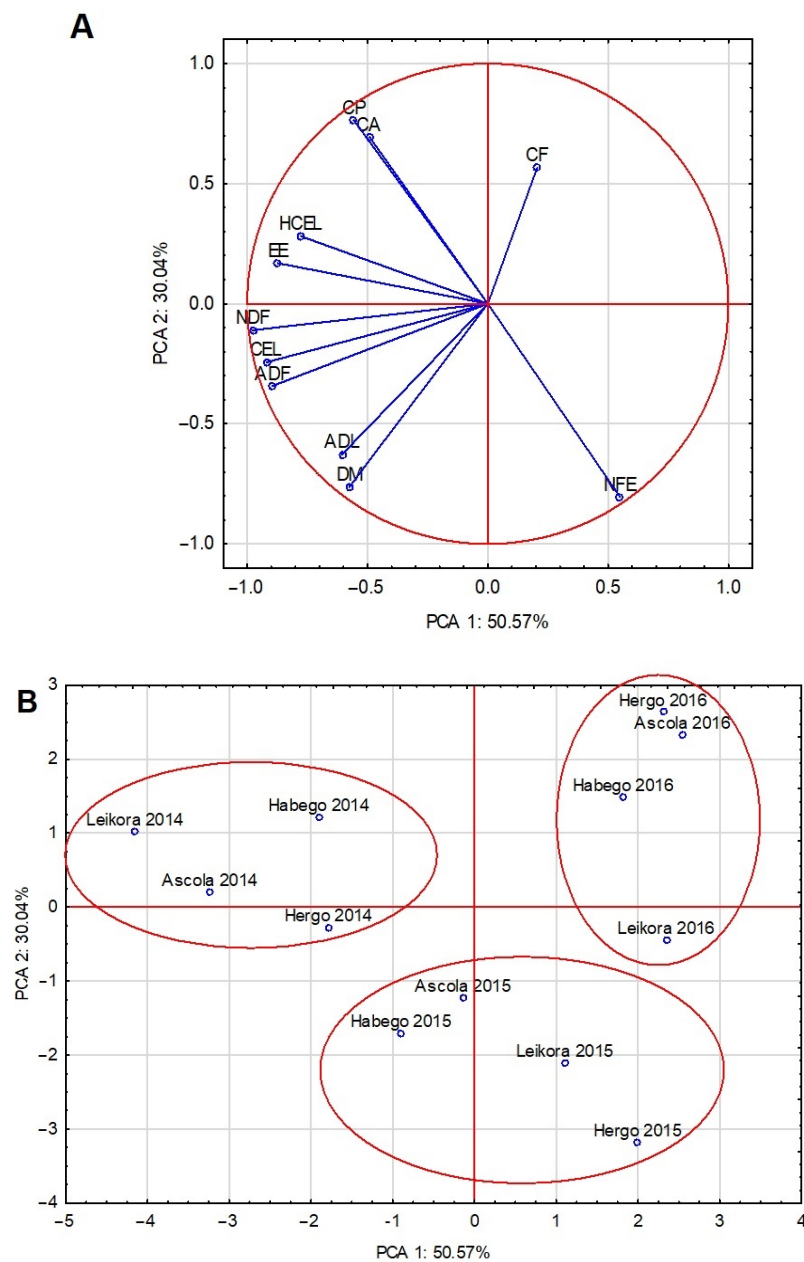 A
1.0
CP
CA
CF
0.5
HCEL
EE
0.0
NDF
CEL
ADF
−0.5
ADL
DM
NFE
−1.0
−1.0 −0.5 0.0 0.5 1.0
PCA 2: 30.04%
PCA 1: 50.57%
B
3
Hergo 2016
Ascola 2016
2
Habego 2016
Habego 2014
Leikora 2014
1
Ascola 2014
0
Hergo 2014
Leikora 2016
−1
Ascola 2015
Habego 2015
Leikora 2015
−2
Hergo 2015
−3
−4
−5 −4 −3 −2 −1 0 1 2 3 4
PCA 2: 30.04%
PCA 1: 50.57%